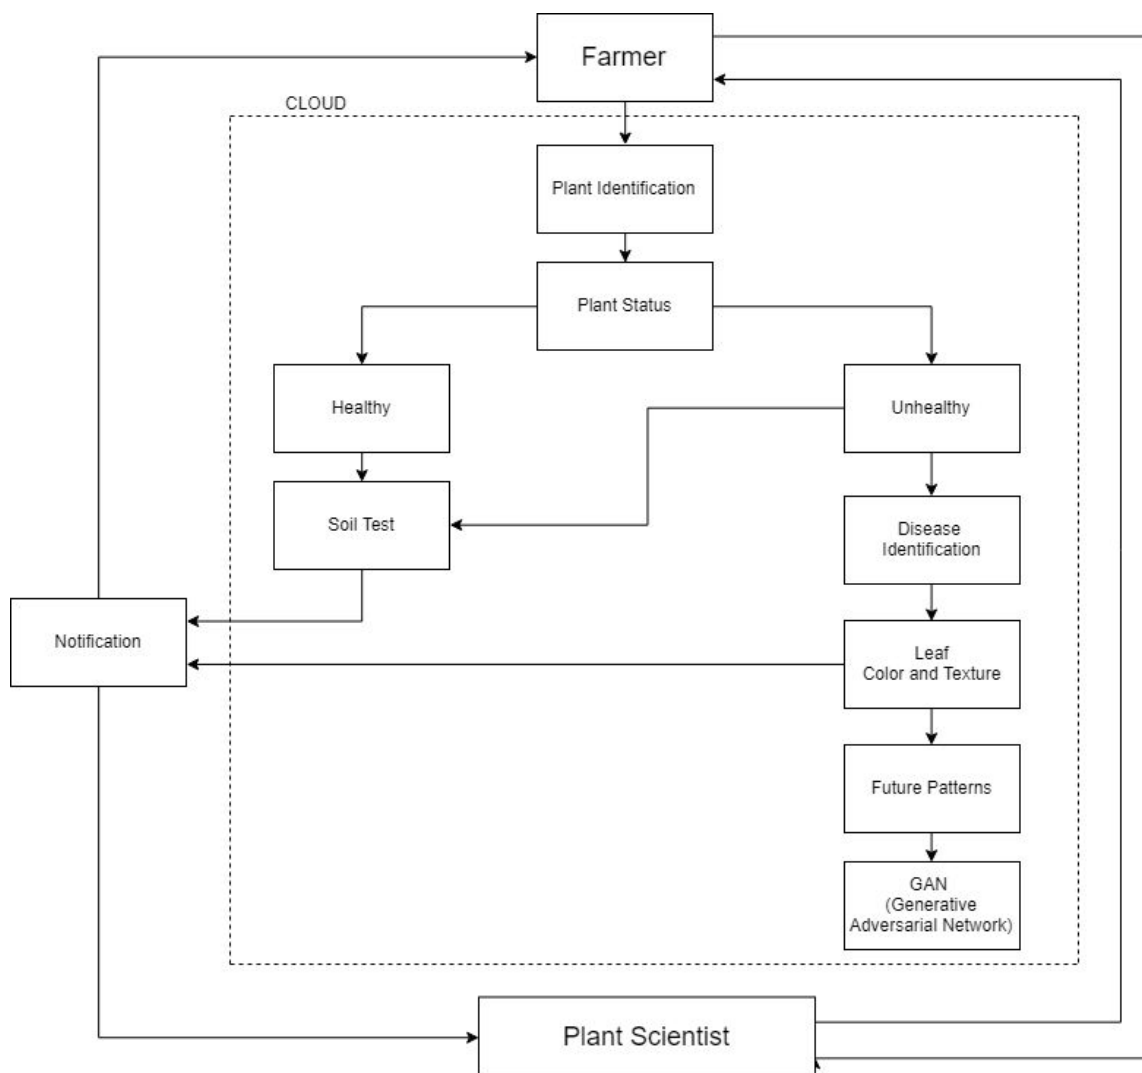 Farmer
CLOUD
Plant Identification
Plant Status
Healthy
Unhealthy
Soil Test
Disease
Identification
Notification
Leaf
Color and Texture
Future Patterns
GAN
(Generative
Adversarial Network)
Plant Scientist